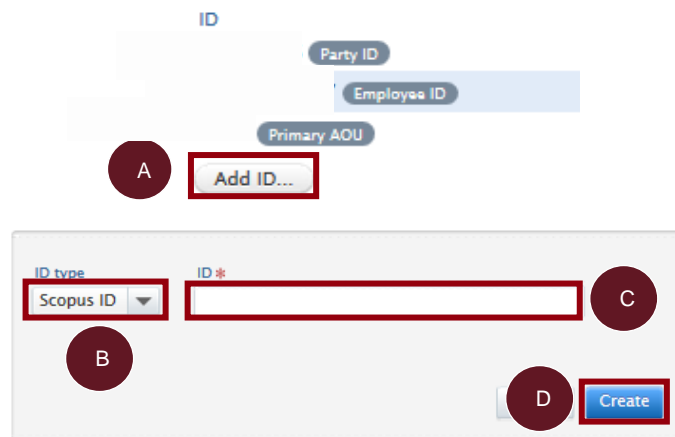 ID
Party ID
Employee ID
Primary AOU
A
Add ID...
ID type
ID *
Scopus ID
C
B
D
Create